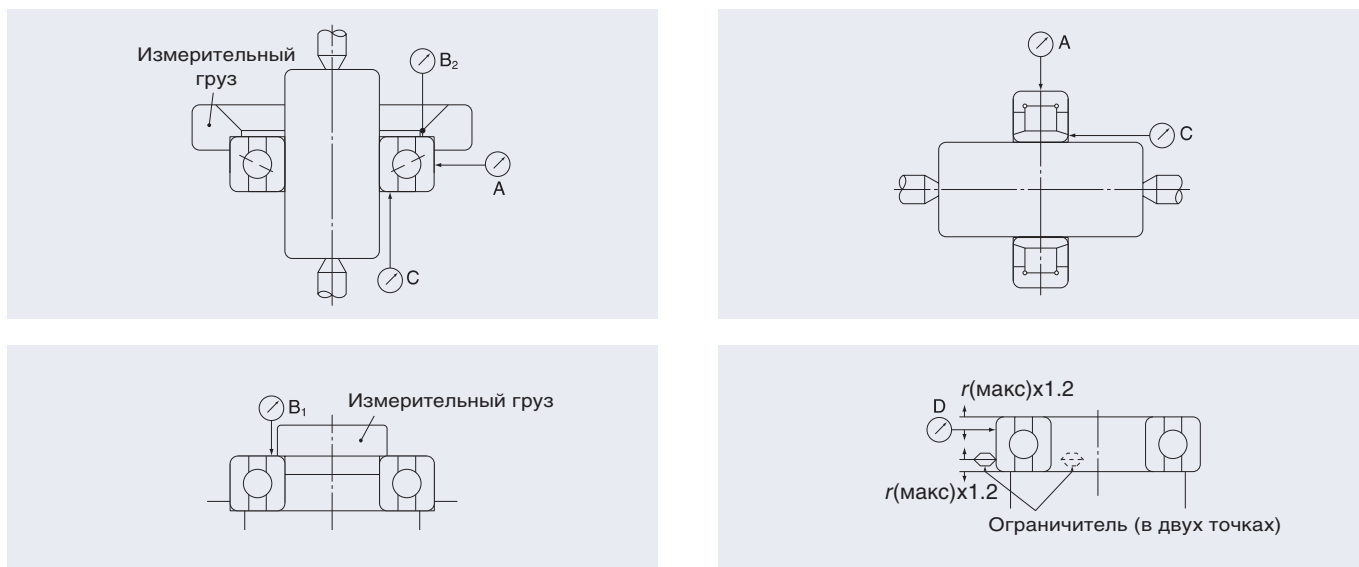 Измерительный
груз
B₂
A
C
A
C
B₁
Измерительный груз
r(макс)x1.2
D
r(макс)x1.2
Ограничитель (в двух точках)